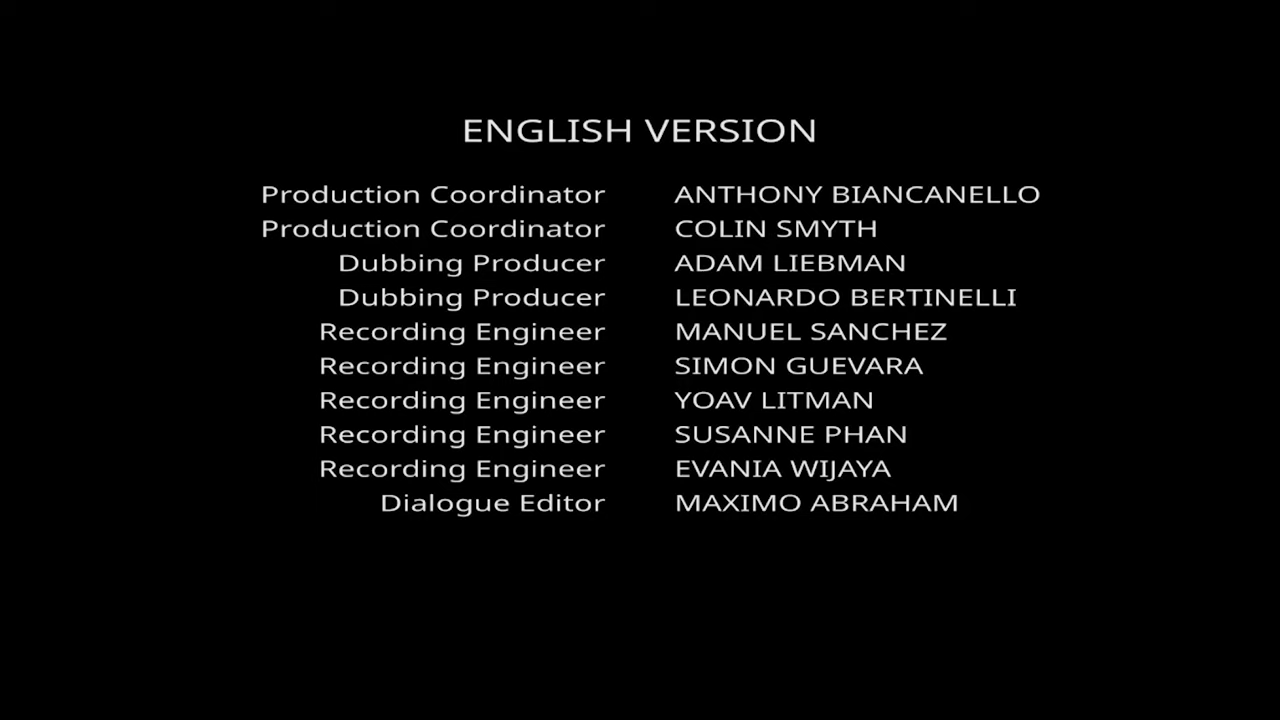 ENGLISH VERSION
Production Coordinator ANTHONY BIANCANELLO
Production Coordinator COLIN SMYTH
Dubbing Producer ADAM LIEBMAN
Dubbing Producer LEONARDO BERTINELLI
Recording Engineer MANUEL SANCHEZ
Recording Engineer SIMON GUEVARA
Recording Engineer YOAV LITMAN
Recording Engineer SUSANNE PHAN
Recording Engineer EVANIA WIJAYA
Dialogue Editor MAXIMO ABRAHAM